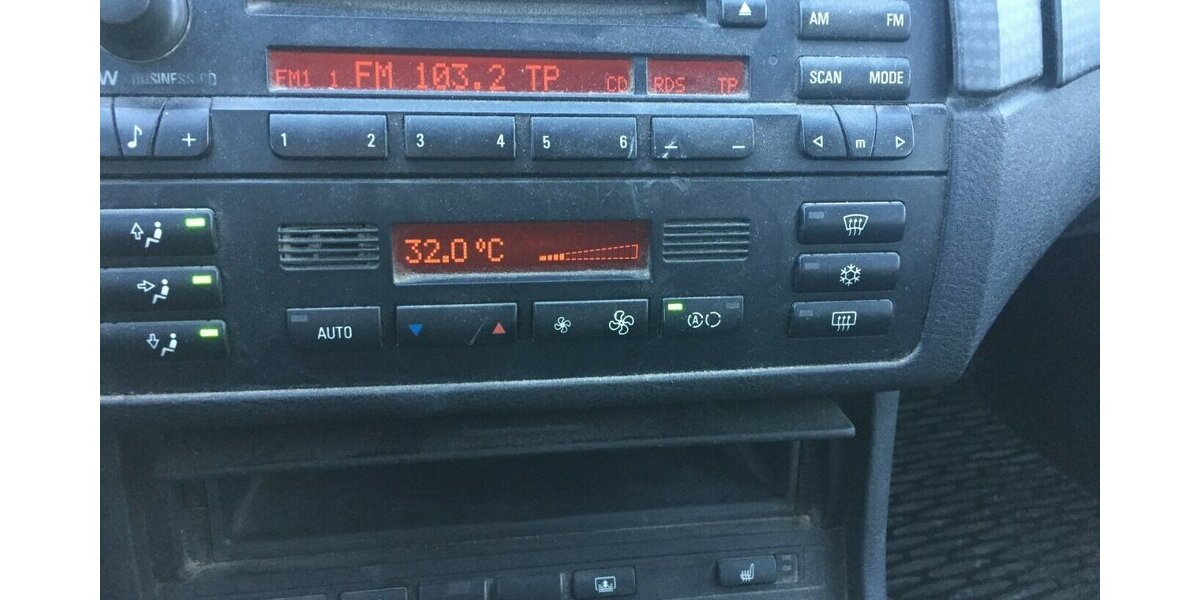 AM FM
W BUSINESS CD
FM1 1 FM 103.2 TP CD RDS TP
SCAN MODE
+ 1 2 3 4 5 6 – m
32.0 °C
AUTO
A